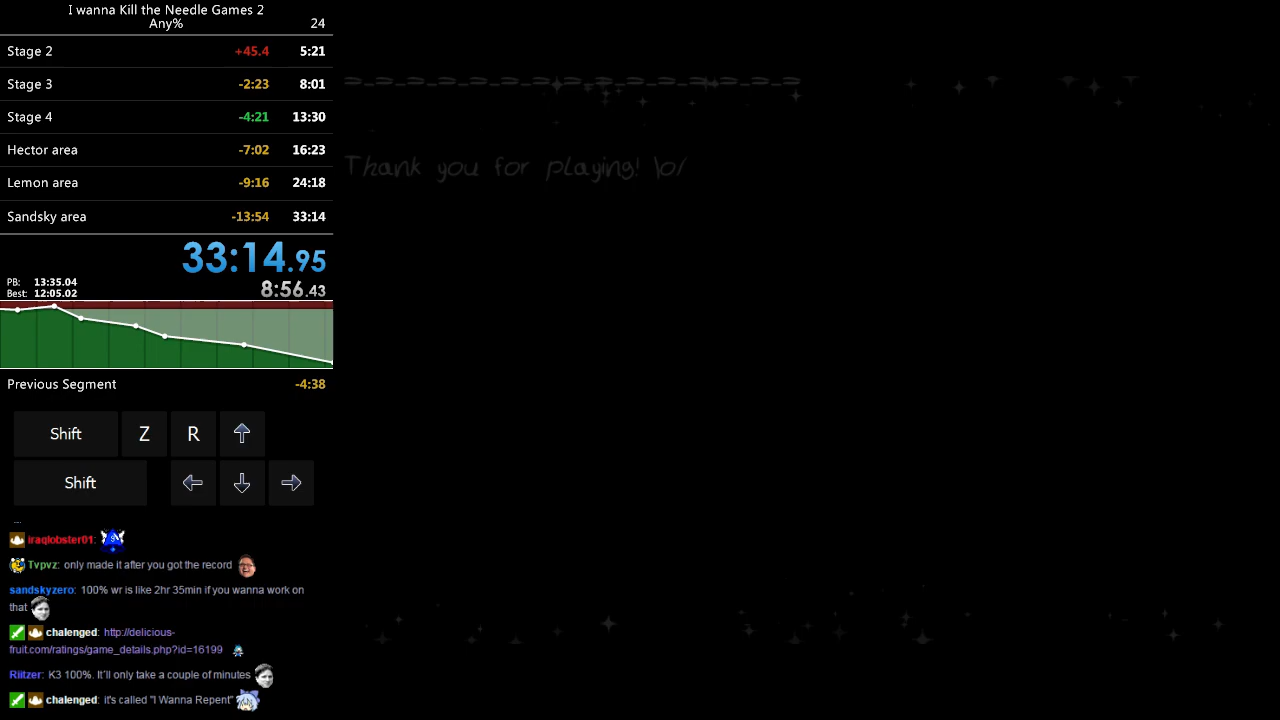 I wanna Kill the Needle Games 2
Any% 24
Stage 2 +45.4 5:21
Stage 3 -2:23 8:01
Stage 4 -4:21 13:30
Hector area -7:02 16:23
Lemon area -9:16 24:18
Sandsky area -13:54 33:14
33:14.95
PB: 13:35.04
Best: 12:05.02
8:56.43
Previous Segment -4:38
Shift Z R ↑
Shift ← ↓ →
...
iraqlobster01:
Tvpvz: only made it after you got the record
sandskyzero: 100% wr is like 2hr 35min if you wanna work on
that
chalenged: http://delicious-
fruit.com/ratings/game_details.php?id=16199
Riitzer: K3 100%. It'll only take a couple of minutes
chalenged: it's called "I Wanna Repent"
=_=_=_=_=_=_=_=_=_=_=_=_=_=_=
Thank you for playing! \o/